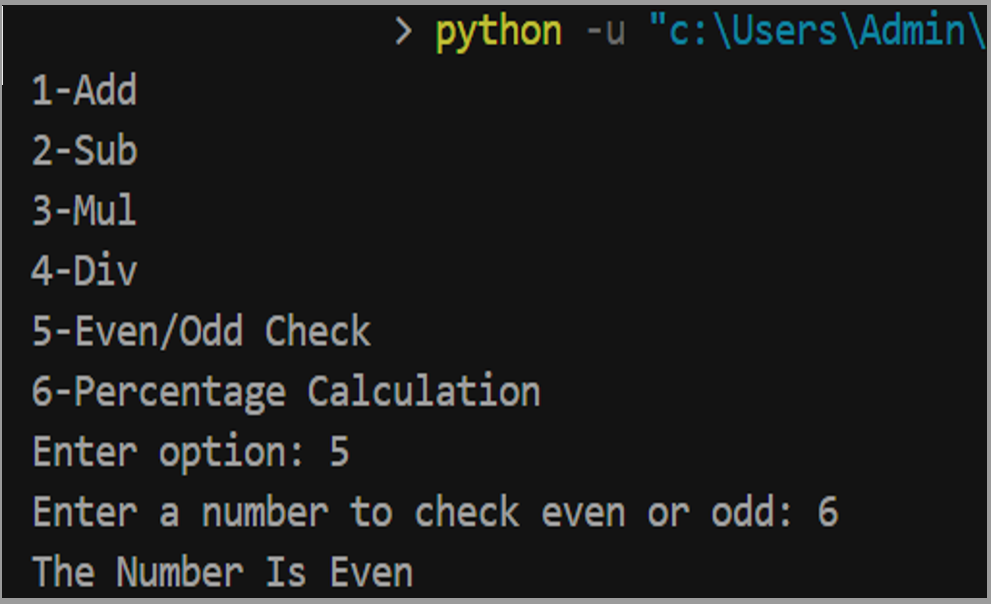 > python -u "c:\Users\Admin\
1-Add
2-Sub
3-Mul
4-Div
5-Even/Odd Check
6-Percentage Calculation
Enter option: 5
Enter a number to check even or odd: 6
The Number Is Even